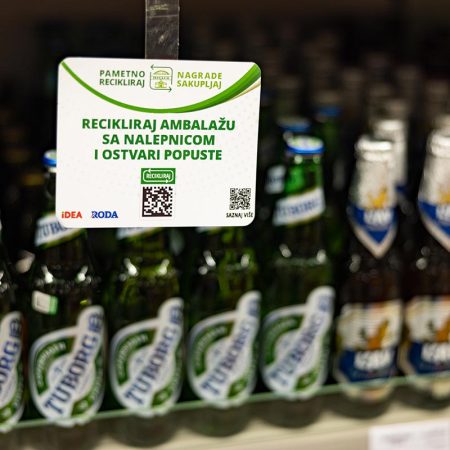 PAMETNO
RECIKLIRAJ
NAGRADE
SAKUPLJAJ
RECIKLIRAJ AMBALAŽU
SA NALEPNICOM
I OSTVARI POPUSTE
RECIKLIRAJ
iDEA
RODA
SAZNAJ VIŠE
TUBORG
TUBORG
TUBORG
TUBORG